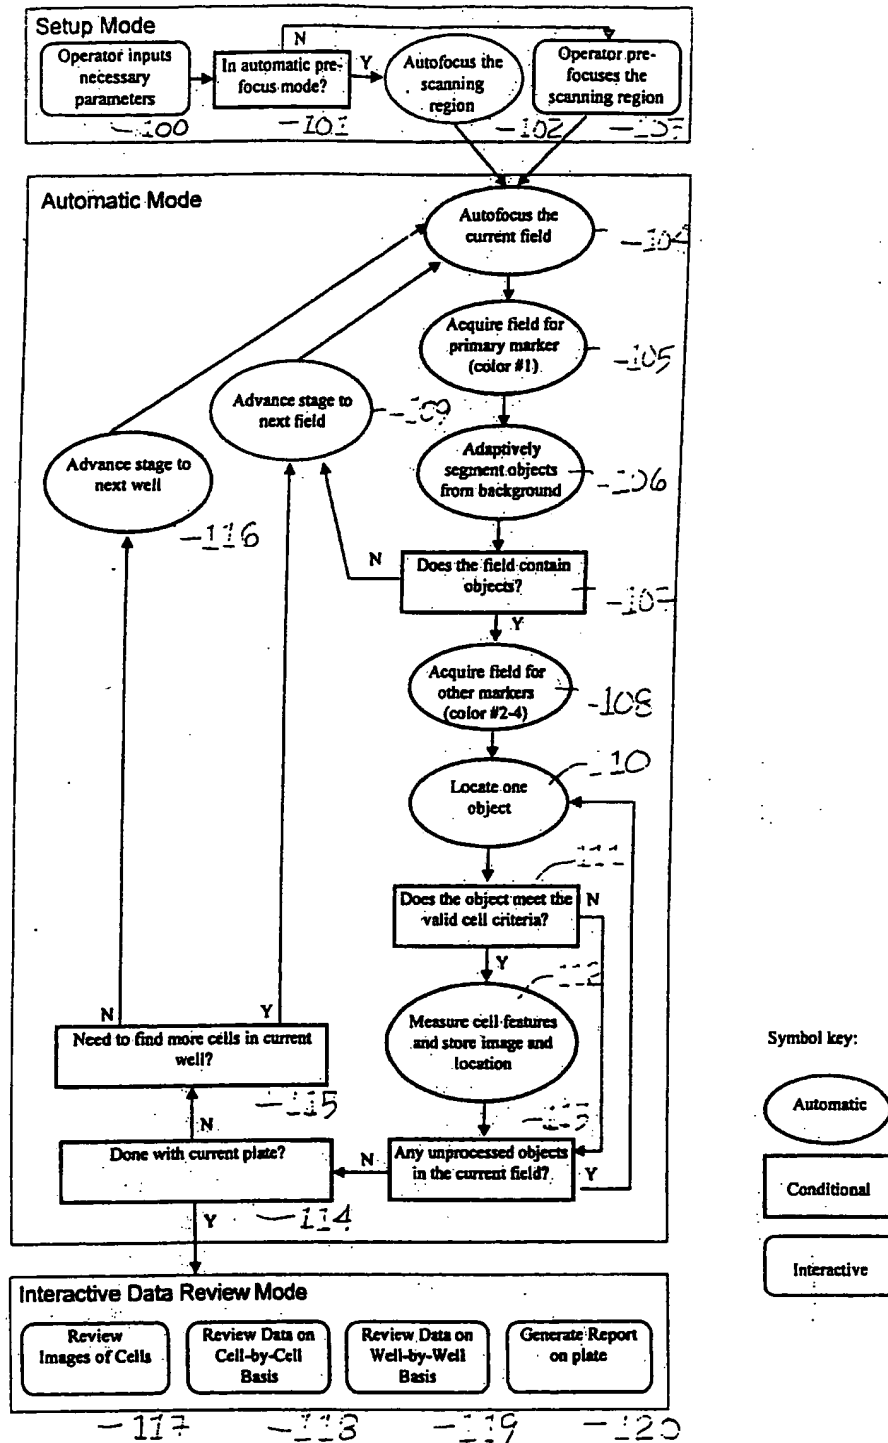 Setup Mode
Operator inputs
necessary
parameters
-100
In automatic pre-
focus mode?
-101
N
Y
Autofocus the
scanning
region
-102
Operator pre-
focuses the
scanning region
Automatic Mode
Autofocus the
current field
-104
Acquire field for
primary marker
(color #1)
-105
Advance stage to
next field
-109
Adaptively
segment objects
from background
-106
Advance stage to
next well
-116
N
Does the field contain
objects?
-107
Y
Acquire field for
other markers
(color #2-4)
-108
Locate one
object
Does the object meet the
valid cell criteria?
111
N
Y
Measure cell features
and store image and
location
112
N
Y
Need to find more cells in current
well?
-115
N
Done with current plate?
-114
N
Any unprocessed objects
in the current field?
-113
Y
Y
Symbol key:
Automatic
Conditional
Interactive
Interactive Data Review Mode
Review
Images of Cells
-117
Review Data on
Cell-by-Cell
Basis
-118
Review Data on
Well-by-Well
Basis
-119
Generate Report
on plate
-120